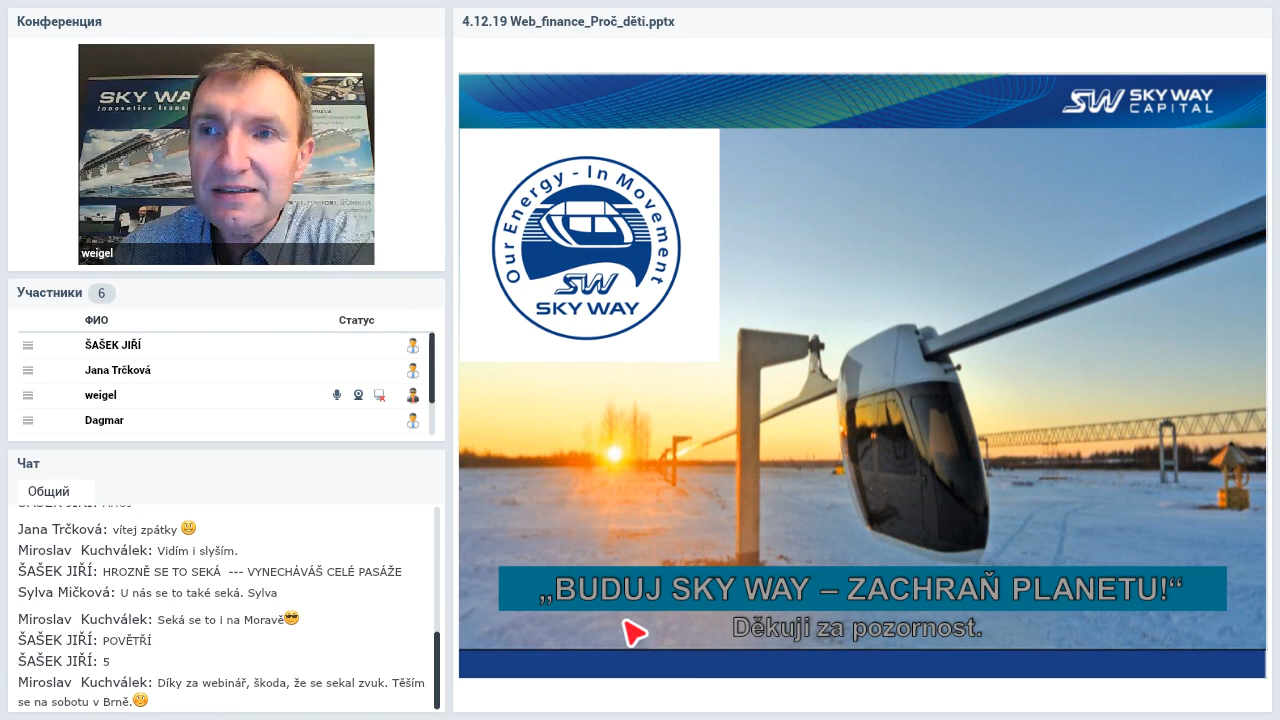 Конференция
SKY WA
weigel
Участники 6
ФИО Статус
ŠAŠEK JIŘÍ
Jana Trčková
weigel
Dagmar
Чат
Общий
Jana Trčková: vítej zpátky
Miroslav Kuchválek: Vidím i slyším.
ŠAŠEK JIŘÍ: HROZNĚ SE TO SEKÁ --- VYNECHÁVÁŠ CELÉ PASÁŽE
Sylva Mičková: U nás se to také seká. Sylva
Miroslav Kuchválek: Seká se to i na Moravě
ŠAŠEK JIŘÍ: POVĚTŘÍ
ŠAŠEK JIŘÍ: 5
Miroslav Kuchválek: Díky za webinář, škoda, že se sekal zvuk. Těším
se na sobotu v Brně.
4.12.19 Web_finance_Proč_děti.pptx
SW SKY WAY
CAPITAL
Our Energy - In Movement
SW
SKY WAY
„BUDUJ SKY WAY – ZACHRAŇ PLANETU!“
Děkuji za pozornost.